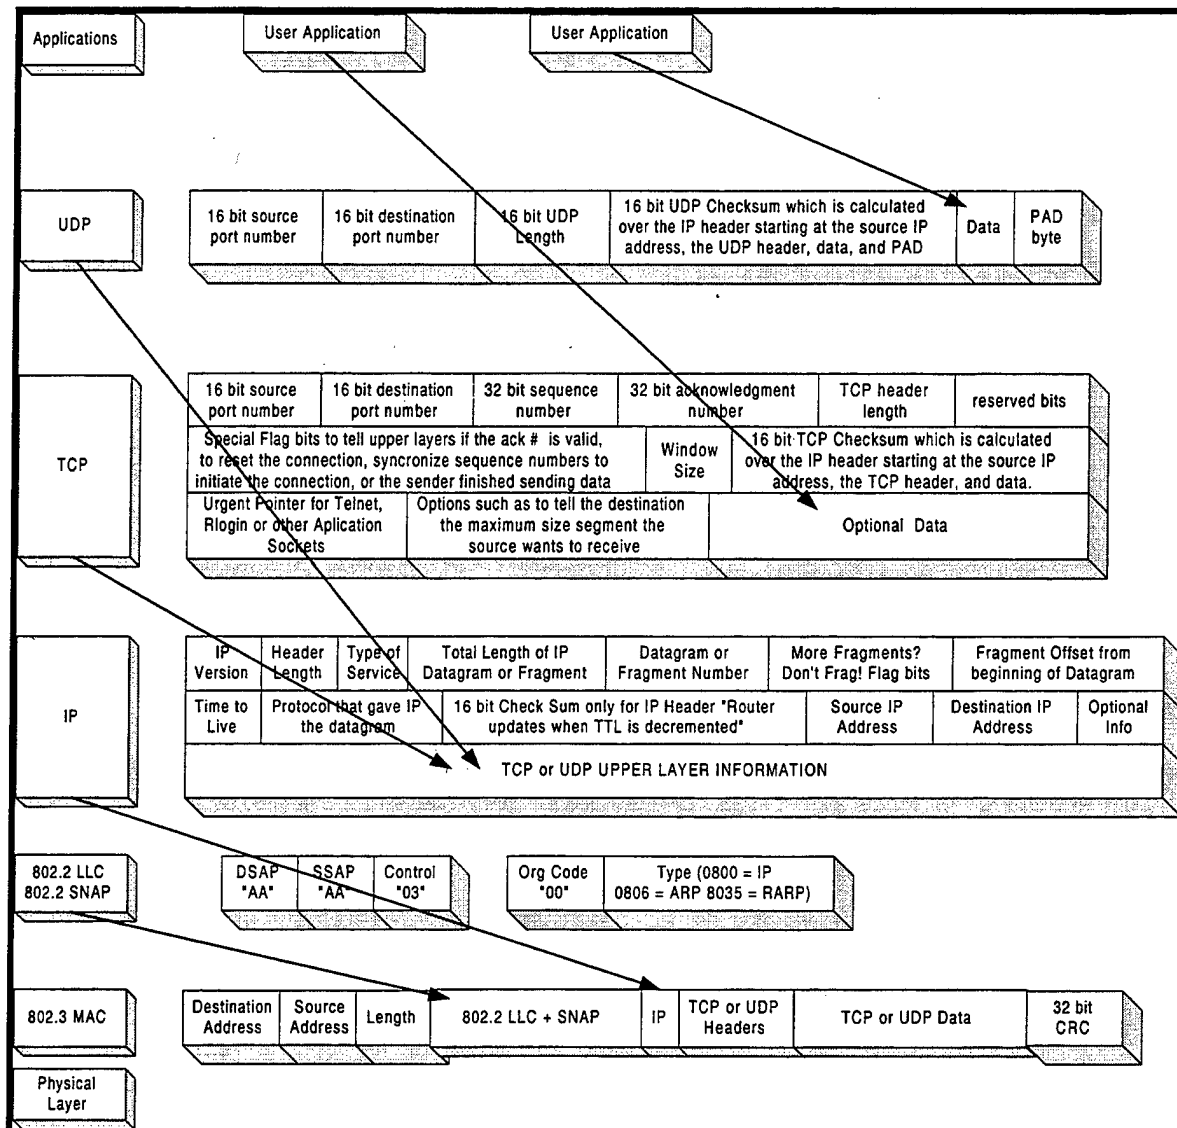 Applications
User Application
User Application
UDP
16 bit source
port number
16 bit destination
port number
16 bit UDP
Length
16 bit UDP Checksum which is calculated
over the IP header starting at the source IP
address, the UDP header, data, and PAD
Data
PAD
byte
TCP
16 bit source
port number
16 bit destination
port number
32 bit sequence
number
32 bit acknowledgment
number
TCP header
length
reserved bits
Special Flag bits to tell upper layers if the ack # is valid,
to reset the connection, syncronize sequence numbers to
initiate the connection, or the sender finished sending data
Window
Size
16 bit TCP Checksum which is calculated
over the IP header starting at the source IP
address, the TCP header, and data.
Urgent Pointer for Telnet,
Rlogin or other Aplication
Sockets
Options such as to tell the destination
the maximum size segment the
source wants to receive
Optional Data
IP
IP
Version
Header
Length
Type of
Service
Total Length of IP
Datagram or Fragment
Datagram or
Fragment Number
More Fragments?
Don't Frag! Flag bits
Fragment Offset from
beginning of Datagram
Time to
Live
Protocol that gave IP
the datagram
16 bit Check Sum only for IP Header "Router
updates when TTL is decremented"
Source IP
Address
Destination IP
Address
Optional
Info
TCP or UDP UPPER LAYER INFORMATION
802.2 LLC
802.2 SNAP
DSAP
"AA"
SSAP
"AA"
Control
"03"
Org Code
"00"
Type (0800 = IP
0806 = ARP 8035 = RARP)
802.3 MAC
Destination
Address
Source
Address
Length
802.2 LLC + SNAP
IP
TCP or UDP
Headers
TCP or UDP Data
32 bit
CRC
Physical
Layer